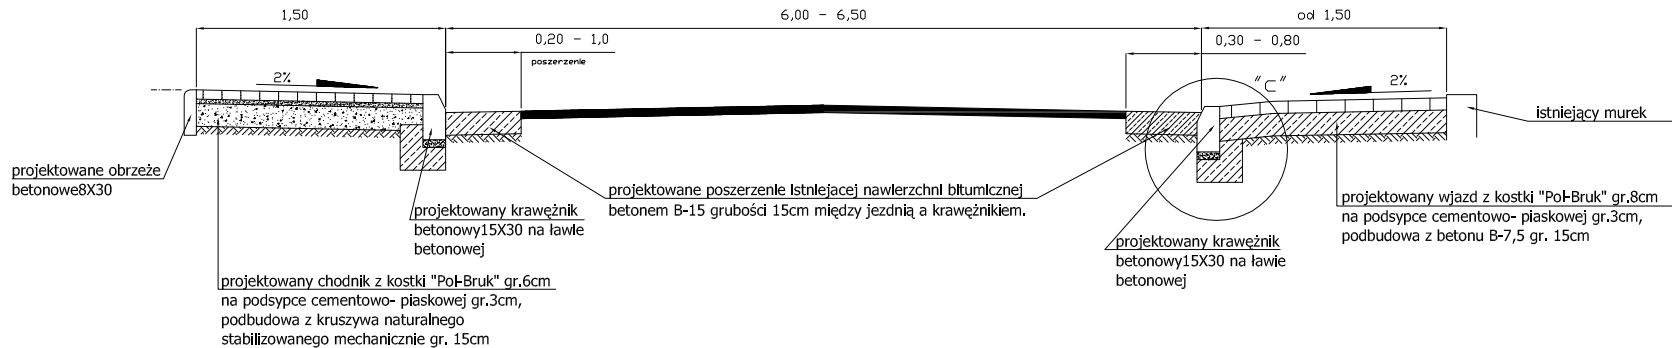 1,50
6,00 - 6,50
od 1,50
0,20 - 1,0
poszerzenie
0,30 - 0,80
2%
"C"
2%
istniejący murek
projektowane obrzeże
betonowe8X30
projektowany krawężnik
betonowy15X30 na ławie
betonowej
projektowane poszerzenie istniejacej nawierzchni bitumicznej
betonem B-15 grubości 15cm między jezdnią a krawężnikiem.
projektowany krawężnik
betonowy15X30 na ławie
betonowej
projektowany wjazd z kostki "Pol-Bruk" gr.8cm
na podsypce cementowo- piaskowej gr.3cm,
podbudowa z betonu B-7,5 gr. 15cm
projektowany chodnik z kostki "Pol-Bruk" gr.6cm
na podsypce cementowo- piaskowej gr.3cm,
podbudowa z kruszywa naturalnego
stabilizowanego mechanicznie gr. 15cm